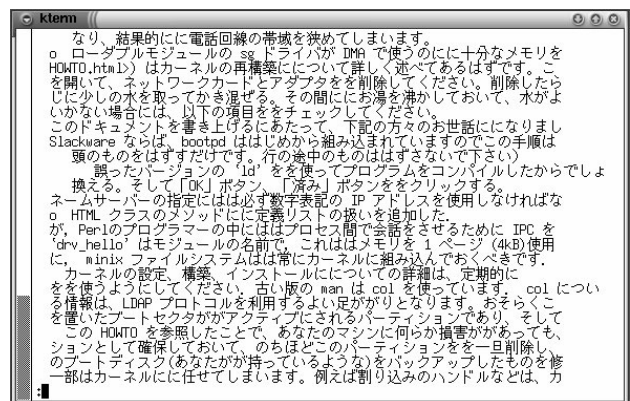 kterm
なり、結果的にに電話回線の帯域を狭めてしまいます。
o ローダブルモジュールの sg ドライバが DMA で使うのにに十分なメモリを
HOWTO.html>) はカーネルの再構築にについて詳しく述べてあるはずです。こ
を開いて、ネットワークカードとアダプタをを削除してください。削除したら
じに少しの水を取ってかき混ぜる。その間ににお湯を沸かしておいて、水がよ
いかない場合には、以下の項目ををチェックしてください。
このドキュメントを書き上げるにあたって、下記の方々のお世話ににになりまし
Slackware ならば、bootpd ははじめから組み込まれていますのでこの手順は
頭のものをはずすだけです。行の途中のものははずさないで下さい)
誤ったバージョンの 'ld' をを使ってプログラムをコンパイルしたからでしょ
換える。そして「OK」ボタン、「済み」ボタンををクリックする。
ネームサーバーの指定にはは必ず数字表記の IP アドレスを使用しなければな
o HTML クラスのメソッドにに定義リストの扱いを追加した.
が, Perlのプログラマーの中にははプロセス間で会話をさせるために IPC を
`drv_hello' はモジュールの名前で, これははメモリを 1 ページ (4kB)使用
に, minix ファイルシステムはは常にカーネルに組み込んでおくべきです.
カーネルの設定、構築、インストールにについての詳細は、定期的に
をを使うようにしてください. 古い版の man は col を使っています. col につい
る情報は、LDAP プロトコルを利用するよい足ががりとなります。おそらくこ
を置いたブートセクタががアクティブにされるパーティションであり、そして
この HOWTO を参照したことで、あなたのマシンに何らか損害ががあっても、
ションとして確保しておいて、のちほどこのパーティションをを一旦削除し、
のブートディスク(あなたがが持っているような)をバックアップしたものを修
一部はカーネルにに任せてしまいます。例えば割り込みのハンドルなどは、カ
: